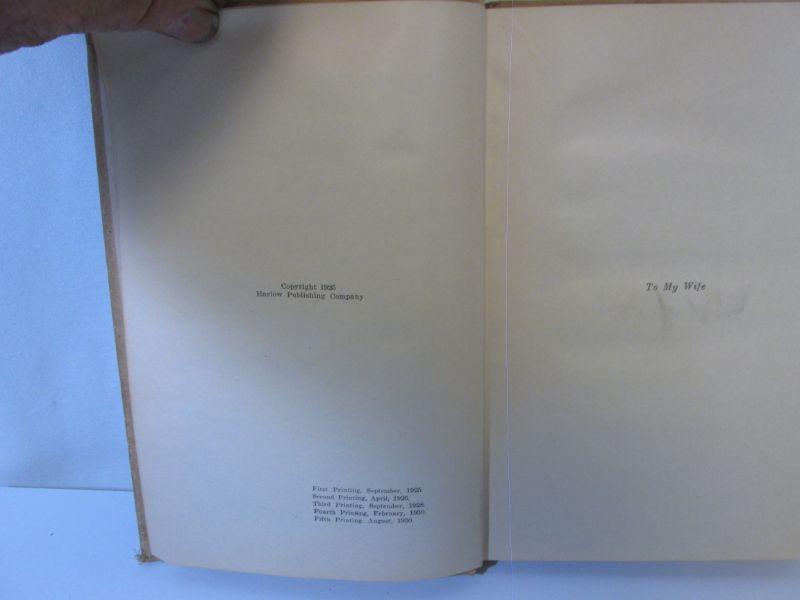 Copyright 1925
Harlow Publishing Company
First Printing, September, 1925.
Second Printing, April, 1926.
Third Printing, September, 1928.
Fourth Printing, February, 1930.
Fifth Printing, August, 1930
To My Wife